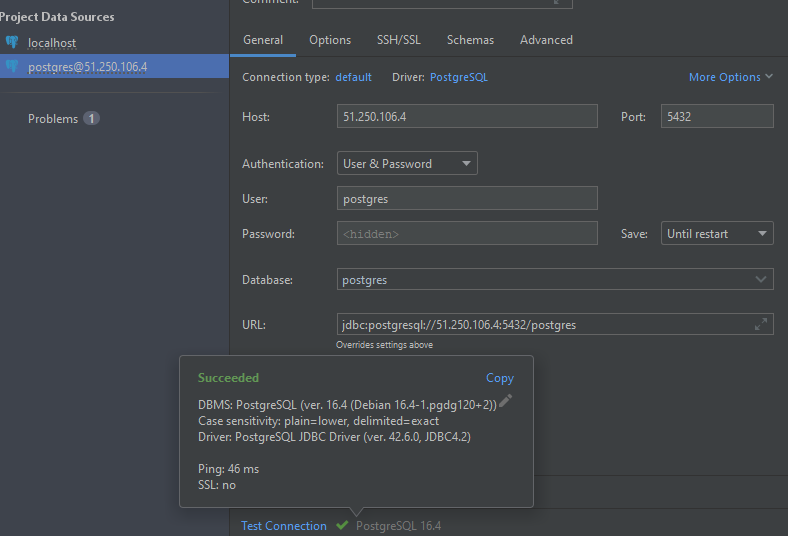 Comment:
Project Data Sources
localhost
postgres@51.250.106.4
Problems 1
General Options SSH/SSL Schemas Advanced
Connection type: default Driver: PostgreSQL More Options
Host: 51.250.106.4 Port: 5432
Authentication: User & Password
User: postgres
Password: <hidden> Save: Until restart
Database: postgres
URL: jdbc:postgresql://51.250.106.4:5432/postgres
Overrides settings above
Succeeded Copy
DBMS: PostgreSQL (ver. 16.4 (Debian 16.4-1.pgdg120+2))
Case sensitivity: plain=lower, delimited=exact
Driver: PostgreSQL JDBC Driver (ver. 42.6.0, JDBC4.2)
Ping: 46 ms
SSL: no
Test Connection PostgreSQL 16.4